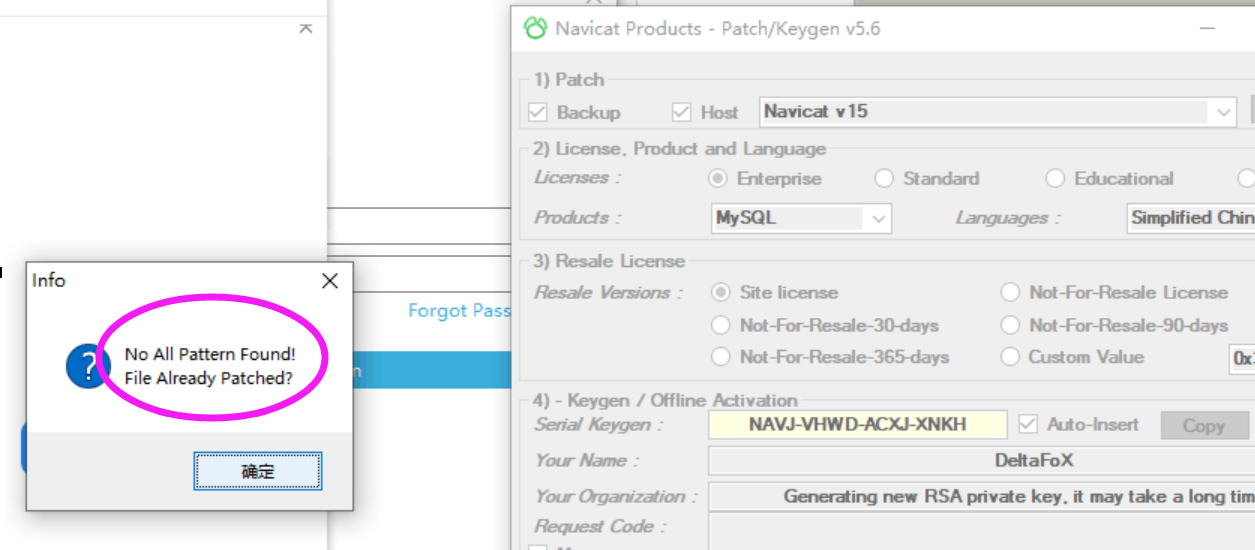 Navicat Products - Patch/Keygen v5.6
1) Patch
Backup Host Navicat v15
2) License, Product and Language
Licenses : Enterprise Standard Educational
Products : MySQL Languages : Simplified Chin
3) Resale License
Resale Versions : Site license Not-For-Resale License
Not-For-Resale-30-days Not-For-Resale-90-days
Not-For-Resale-365-days Custom Value
4) - Keygen / Offline Activation
Serial Keygen : NAVJ-VHWD-ACXJ-XNKH Auto-Insert Copy
Your Name : DeltaFoX
Your Organization : Generating new RSA private key, it may take a long tim
Request Code :
Forgot Pass
Info
No All Pattern Found!
File Already Patched?
确定